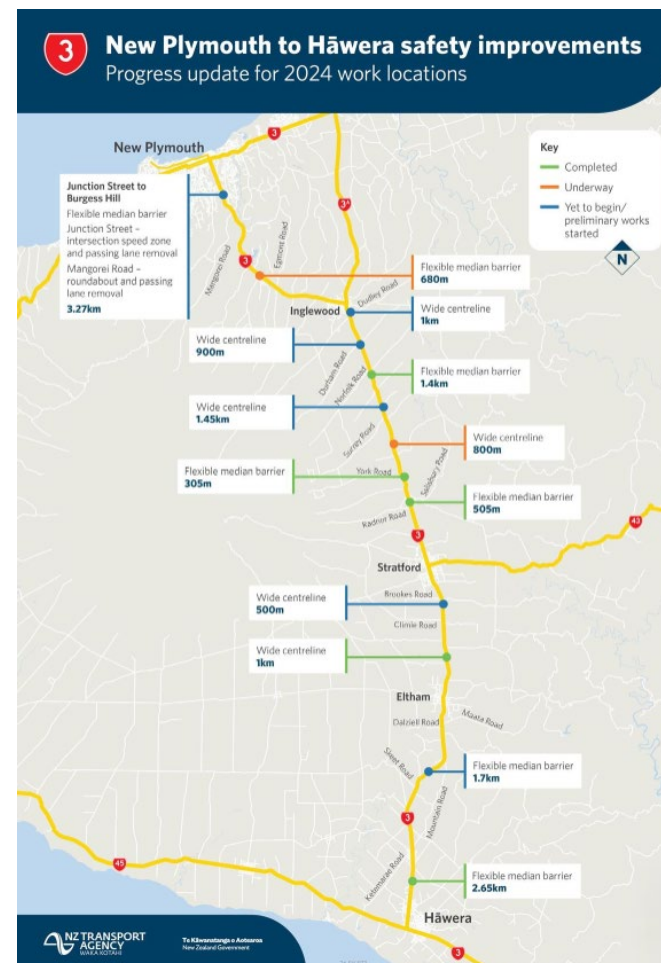 3
New Plymouth to Hāwera safety improvements
Progress update for 2024 work locations
Key
Completed
Underway
Yet to begin/
preliminary works
started
N
New Plymouth
3
3A
Junction Street to
Burgess Hill
Flexible median barrier
Junction Street –
intersection speed zone
and passing lane removal
Mangorei Road –
roundabout and passing
lane removal
3.27km
Mangorei Road
Egmont Road
3
Flexible median barrier
680m
Dudley Road
Inglewood
Wide centreline
1km
Wide centreline
900m
Durham Road
Norfolk Road
Flexible median barrier
1.4km
Wide centreline
1.45km
Surrey Road
Wide centreline
800m
Salisbury Road
Flexible median barrier
305m
York Road
Flexible median barrier
505m
Radnor Road
3
43
Stratford
Brookes Road
Wide centreline
500m
Climie Road
Wide centreline
1km
Eltham
Maata Road
Dalziell Road
Skeet Road
Flexible median barrier
1.7km
Mountain Road
3
45
Ketemarae Road
Flexible median barrier
2.65km
Hāwera
3
NZ TRANSPORT
AGENCY
WAKA KOTAHI
Te Kāwanatanga o Aotearoa
New Zealand Government